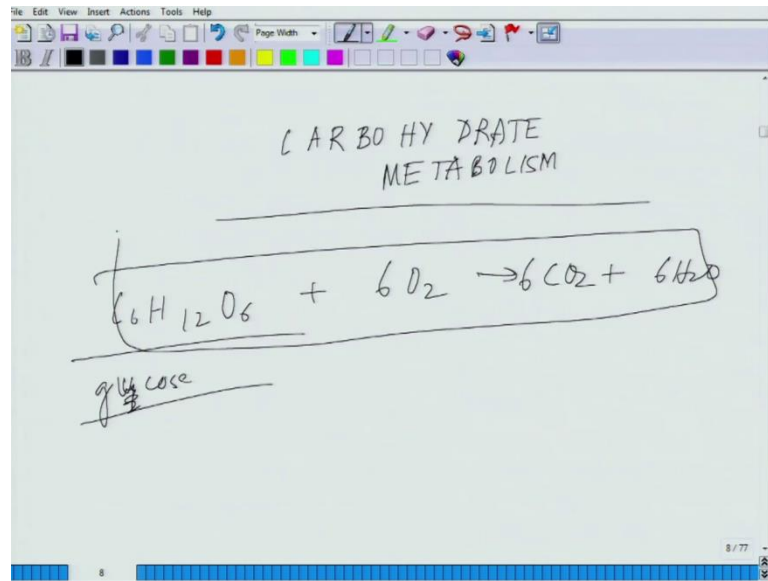 File Edit View Insert Actions Tools Help
Page Width
B I
CARBOHYDRATE
METABOLISM
C6H12O6 + 6O2 → 6CO2 + 6H2O
glucose
8/77
8